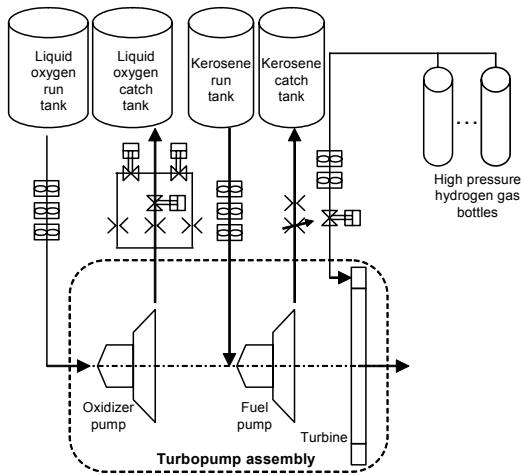 Liquid
oxygen
run
tank
Liquid
oxygen
catch
tank
Kerosene
run
tank
Kerosene
catch
tank
...
High pressure
hydrogen gas
bottles
Oxidizer
pump
Fuel
pump
Turbine
Turbopump assembly